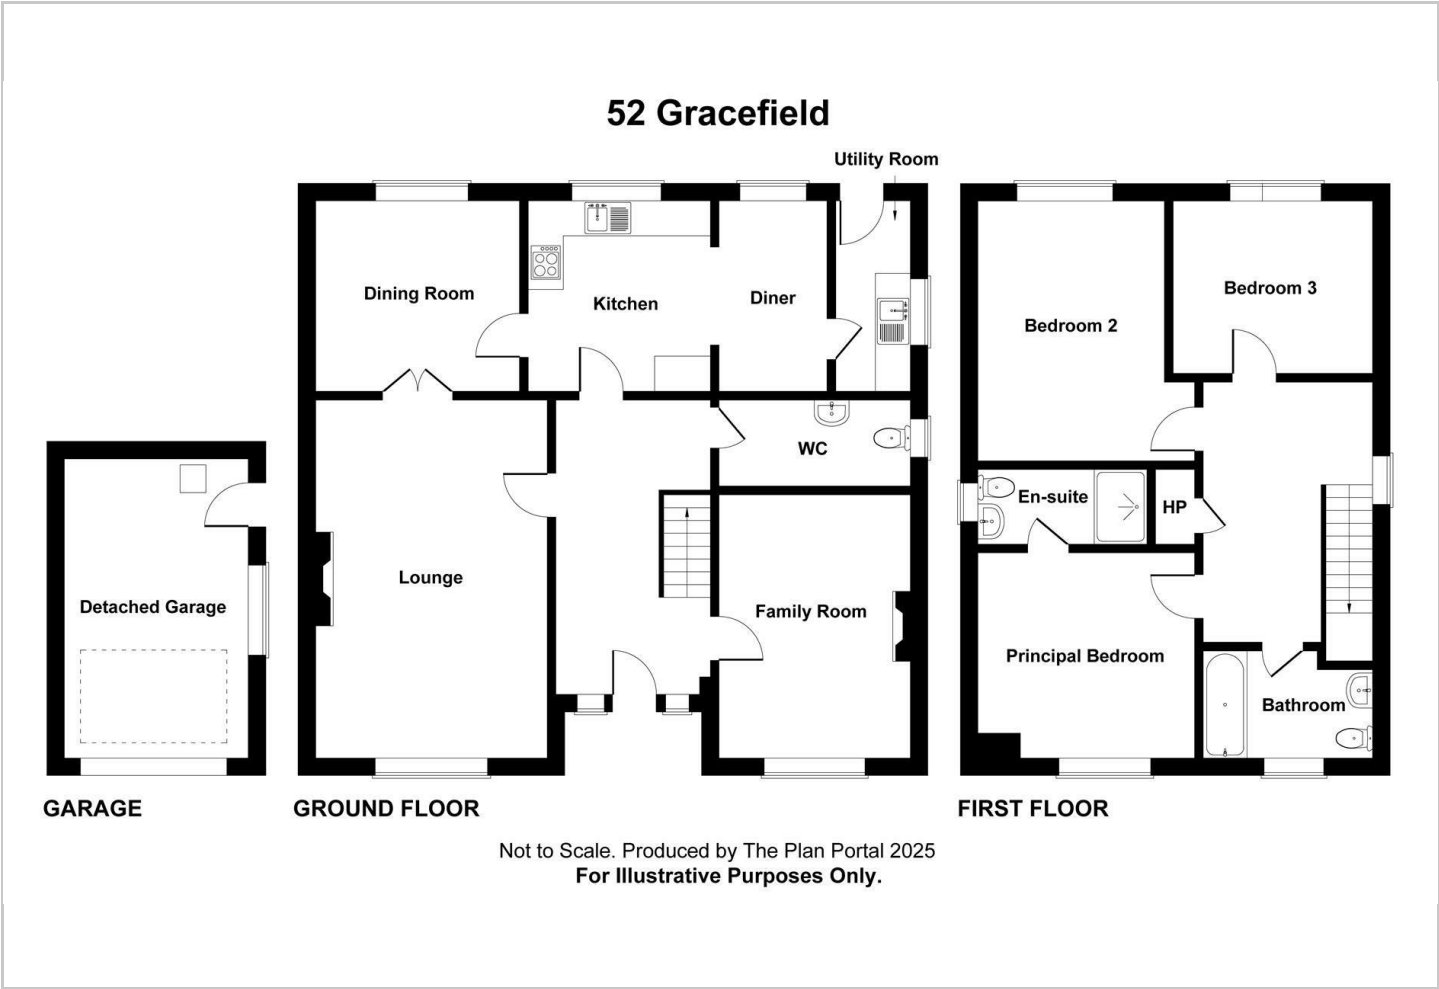 52 Gracefield
Utility Room
Dining Room
Kitchen
Diner
Bedroom 2
Bedroom 3
WC
En-suite
HP
Lounge
Family Room
Detached Garage
Principal Bedroom
Bathroom
GARAGE
GROUND FLOOR
FIRST FLOOR
Not to Scale. Produced by The Plan Portal 2025
For Illustrative Purposes Only.